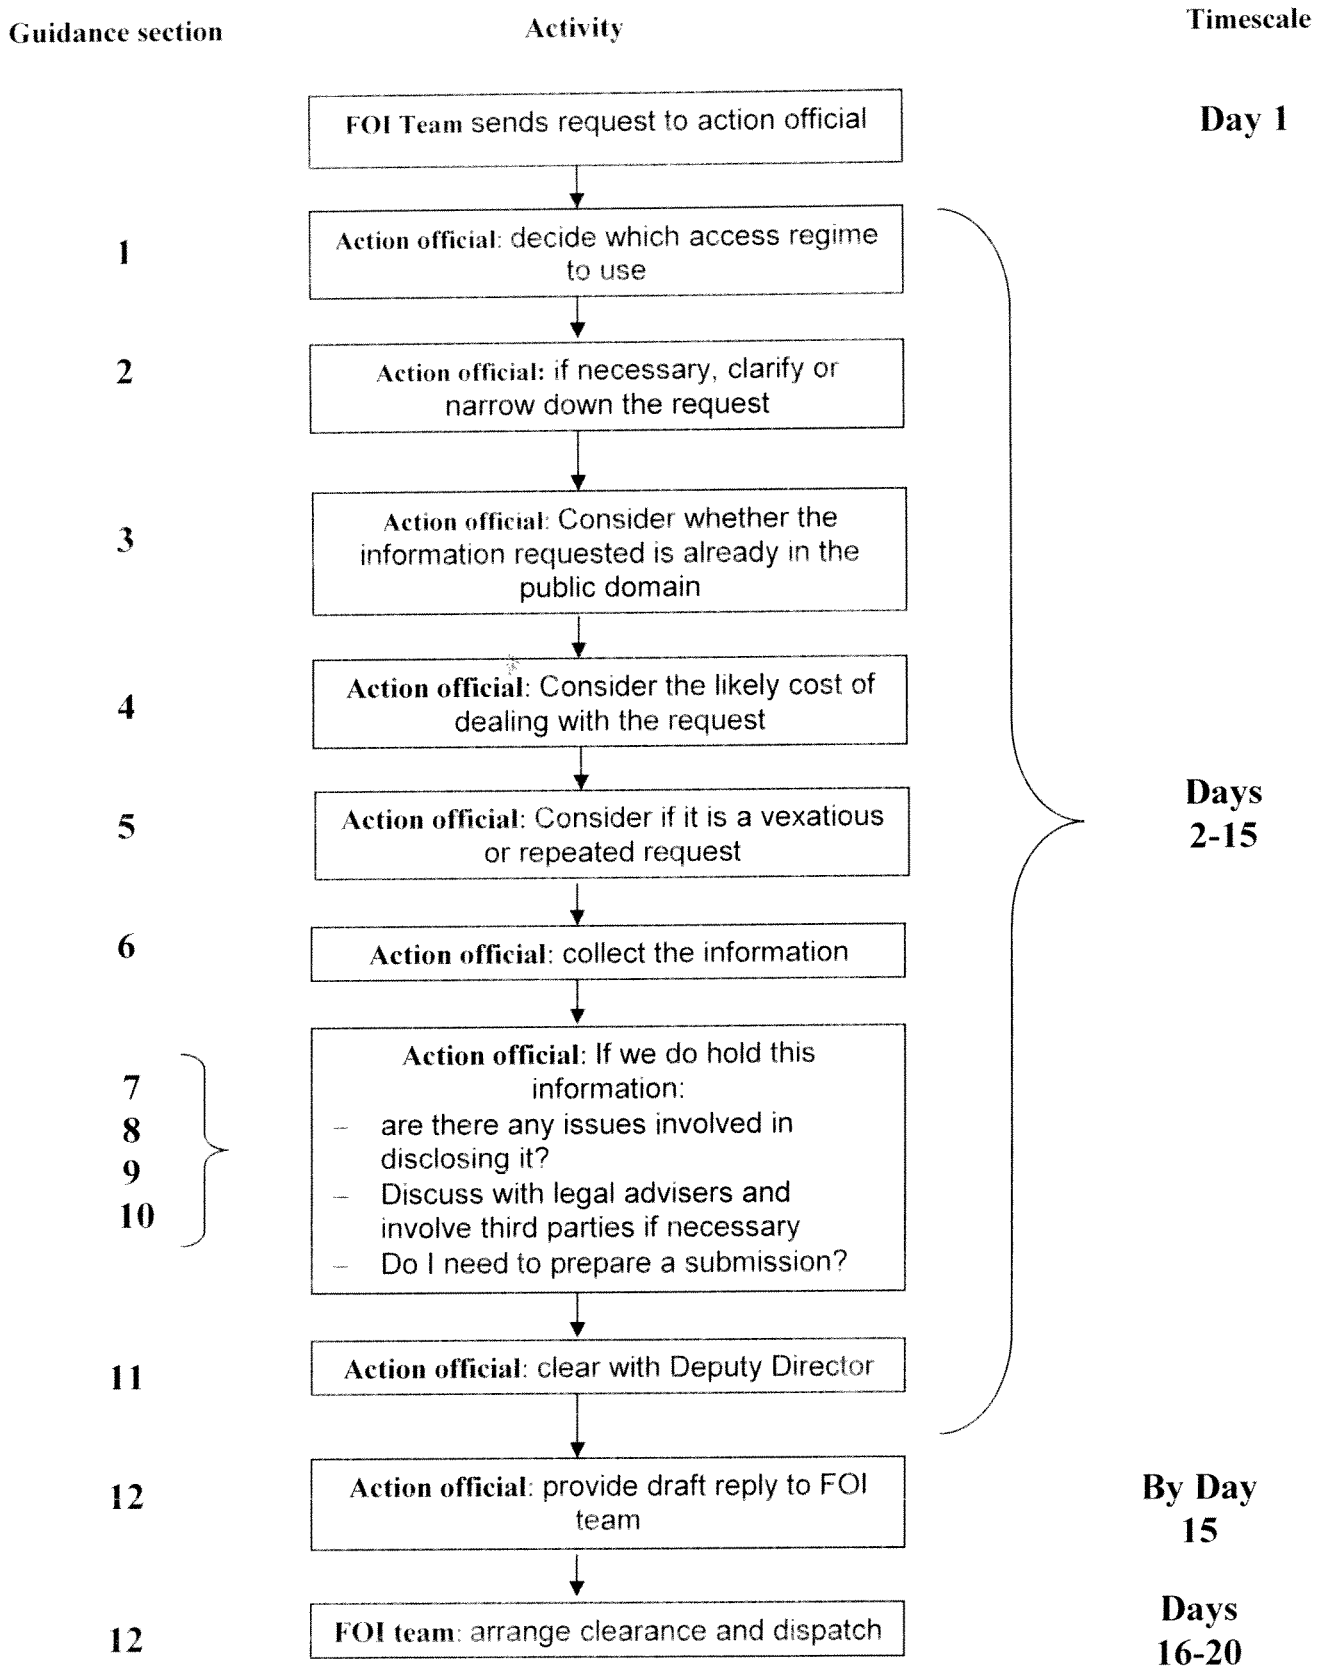 Guidance section
Activity
Timescale
FOI Team sends request to action official
Day 1
1
Action official: decide which access regime
to use
2
Action official: if necessary, clarify or
narrow down the request
3
Action official: Consider whether the
information requested is already in the
public domain
4
Action official: Consider the likely cost of
dealing with the request
5
Action official: Consider if it is a vexatious
or repeated request
Days
2-15
6
Action official: collect the information
7
8
9
10
Action official: If we do hold this
information:
– are there any issues involved in
disclosing it?
– Discuss with legal advisers and
involve third parties if necessary
– Do I need to prepare a submission?
11
Action official: clear with Deputy Director
12
Action official: provide draft reply to FOI
team
By Day
15
12
FOI team: arrange clearance and dispatch
Days
16-20